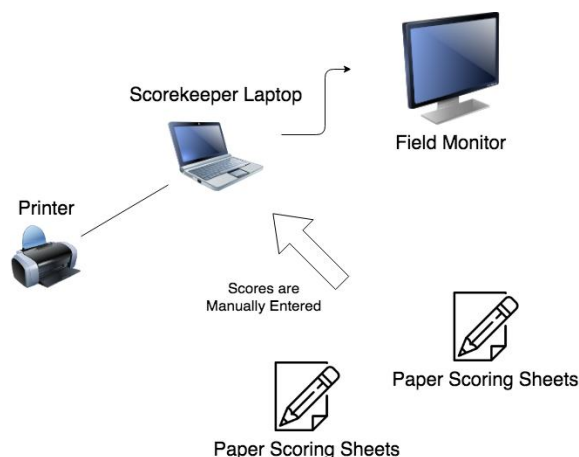 Scorekeeper Laptop
Field Monitor
Printer
Scores are
Manually Entered
Paper Scoring Sheets
Paper Scoring Sheets